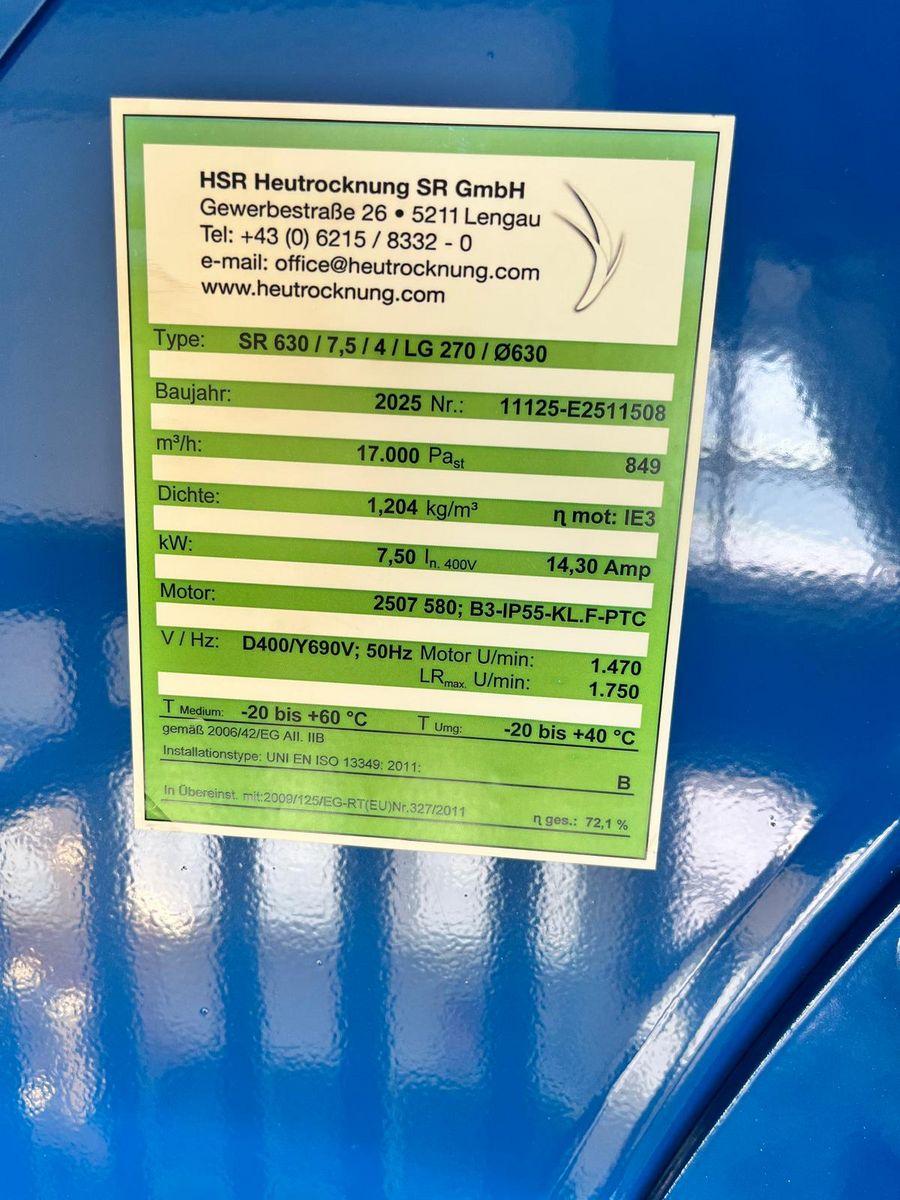 HSR Heutrocknung SR GmbH
Gewerbestraße 26 • 5211 Lengau
Tel: +43 (0) 6215 / 8332 - 0
e-mail: office@heutrocknung.com
www.heutrocknung.com
Type: SR 630 / 7,5 / 4 / LG 270 / Ø630
Baujahr: 2025 Nr.: 11125-E2511508
m³/h: 17.000 Past 849
Dichte: 1,204 kg/m³ η mot: IE3
kW: 7,50 In. 400V 14,30 Amp
Motor: 2507 580; B3-IP55-KL.F-PTC
V / Hz: D400/Y690V; 50Hz Motor U/min: 1.470
LRmax. U/min: 1.750
T Medium: -20 bis +60 °C T Umg: -20 bis +40 °C
gemäß 2006/42/EG AII. IIB
Installationstype: UNI EN ISO 13349: 2011: B
In Übereinst. mit:2009/125/EG-RT(EU)Nr.327/2011 η ges.: 72,1 %